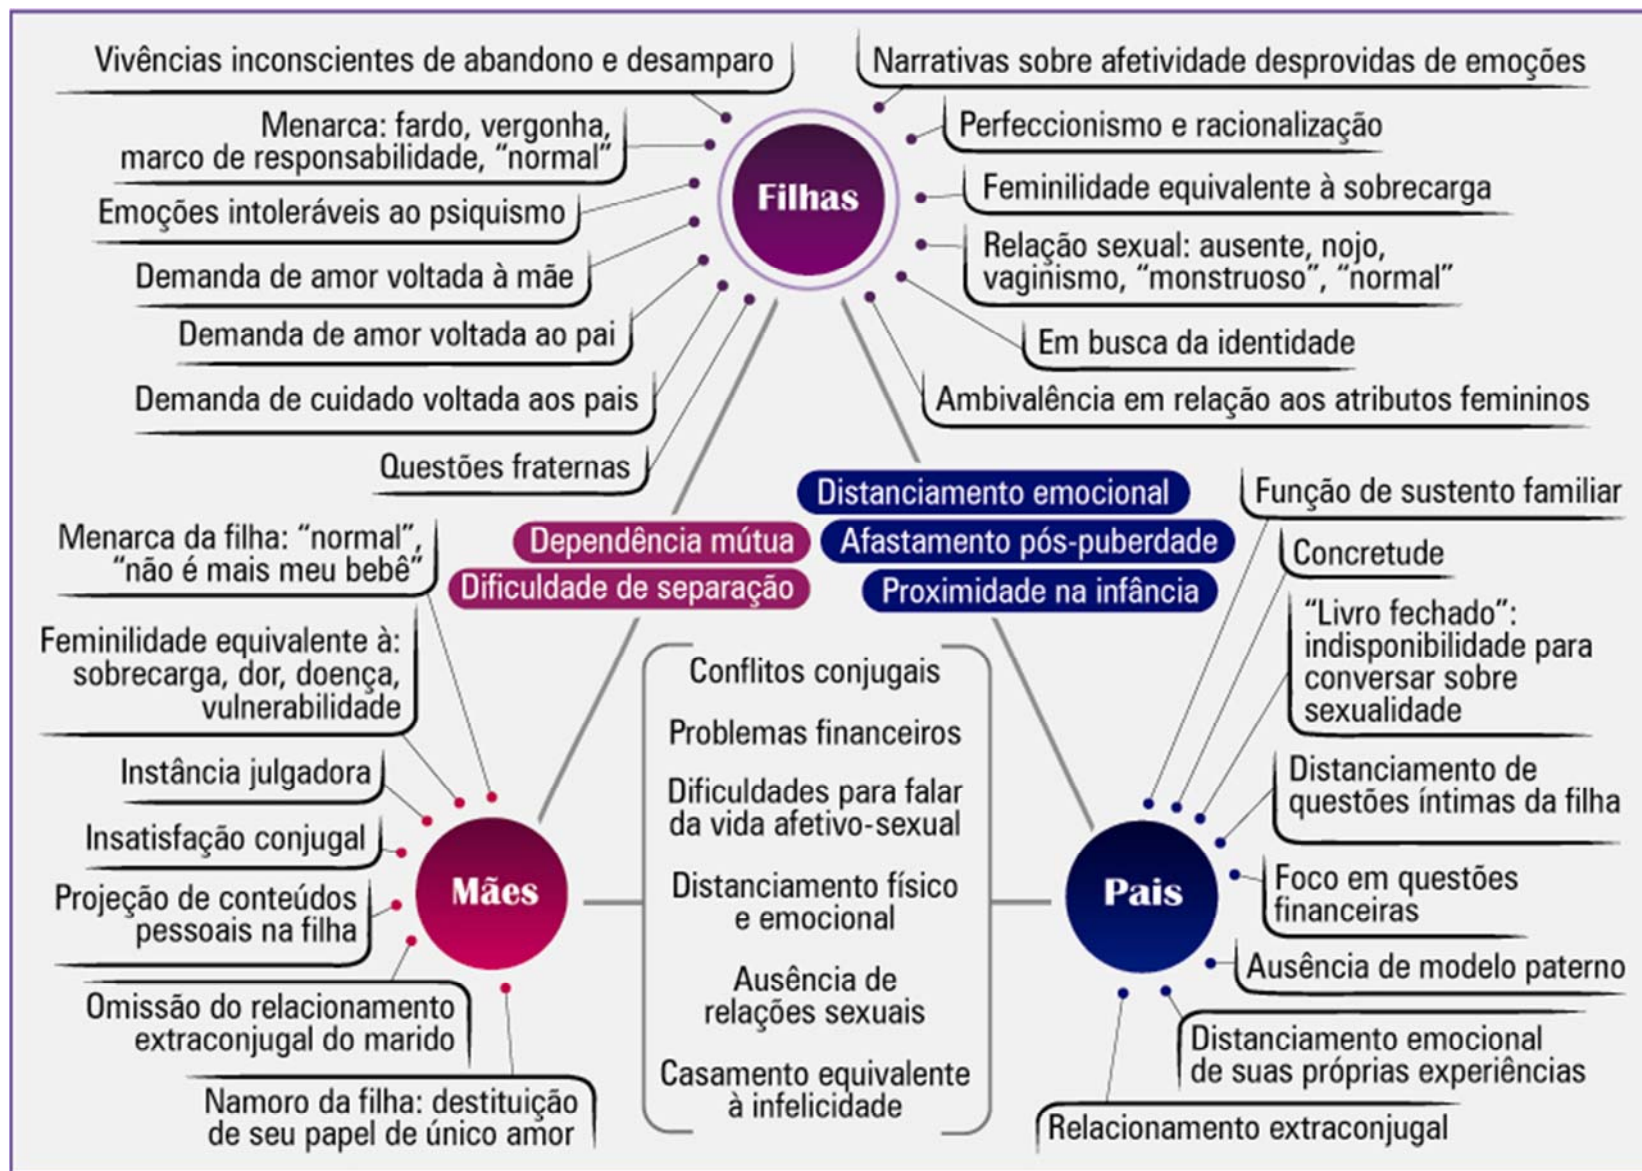 Vivências inconscientes de abandono e desamparo
Menarca: fardo, vergonha,
marco de responsabilidade, “normal”
Emoções intoleráveis ao psiquismo
Demanda de amor voltada à mãe
Demanda de amor voltada ao pai
Demanda de cuidado voltada aos pais
Questões fraternas
Filhas
Narrativas sobre afetividade desprovidas de emoções
Perfeccionismo e racionalização
Feminilidade equivalente à sobrecarga
Relação sexual: ausente, nojo,
vaginismo, “monstruoso”, “normal”
Em busca da identidade
Ambivalência em relação aos atributos femininos
Dependência mútua
Dificuldade de separação
Distanciamento emocional
Afastamento pós-puberdade
Proximidade na infância
Menarca da filha: “normal”,
“não é mais meu bebê”
Feminilidade equivalente à:
sobrecarga, dor, doença,
vulnerabilidade
Instância julgadora
Insatisfação conjugal
Projeção de conteúdos
pessoais na filha
Omissão do relacionamento
extraconjugal do marido
Namoro da filha: destituição
de seu papel de único amor
Mães
Conflitos conjugais
Problemas financeiros
Dificuldades para falar
da vida afetivo-sexual
Distanciamento físico
e emocional
Ausência de
relações sexuais
Casamento equivalente
à infelicidade
Pais
Função de sustento familiar
Concretude
“Livro fechado”:
indisponibilidade para
conversar sobre
sexualidade
Distanciamento de
questões íntimas da filha
Foco em questões
financeiras
Ausência de modelo paterno
Distanciamento emocional
de suas próprias experiências
Relacionamento extraconjugal